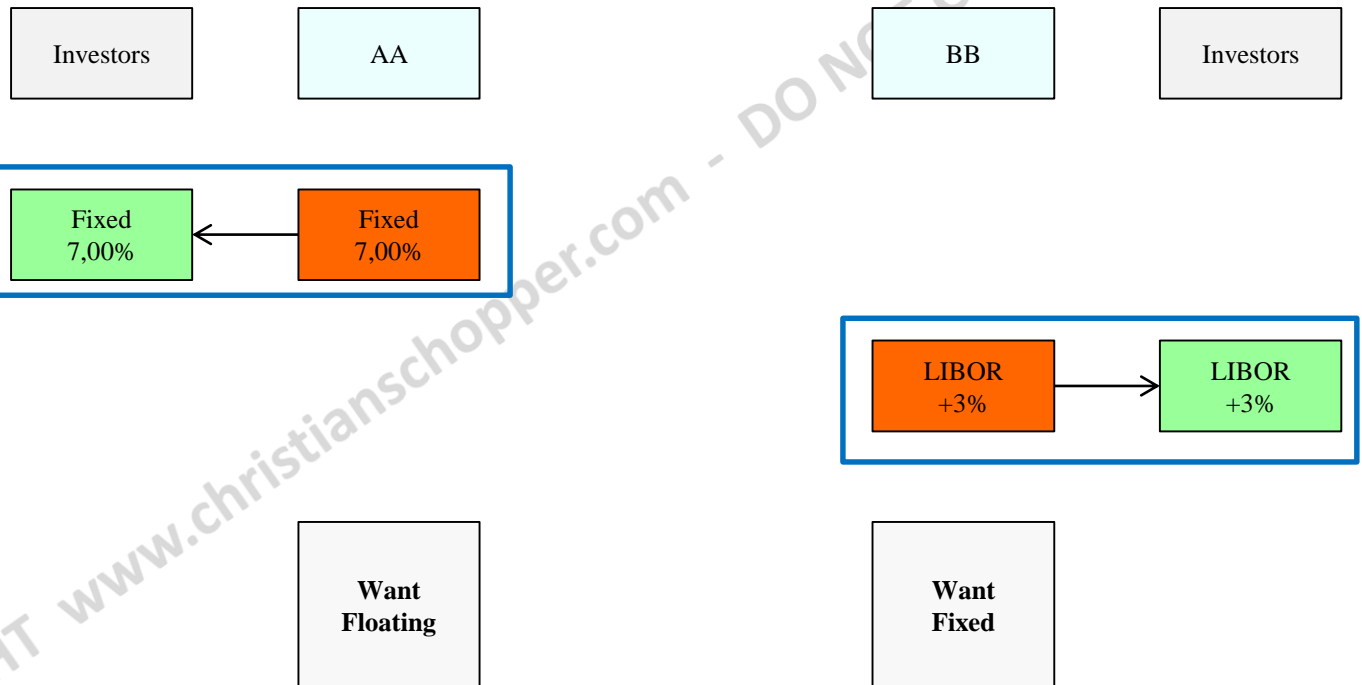 Investors
AA
BB
Investors
Fixed
7,00%
Fixed
7,00%
LIBOR
+3%
LIBOR
+3%
Want
Floating
Want
Fixed
www.christianschopper.com - DO